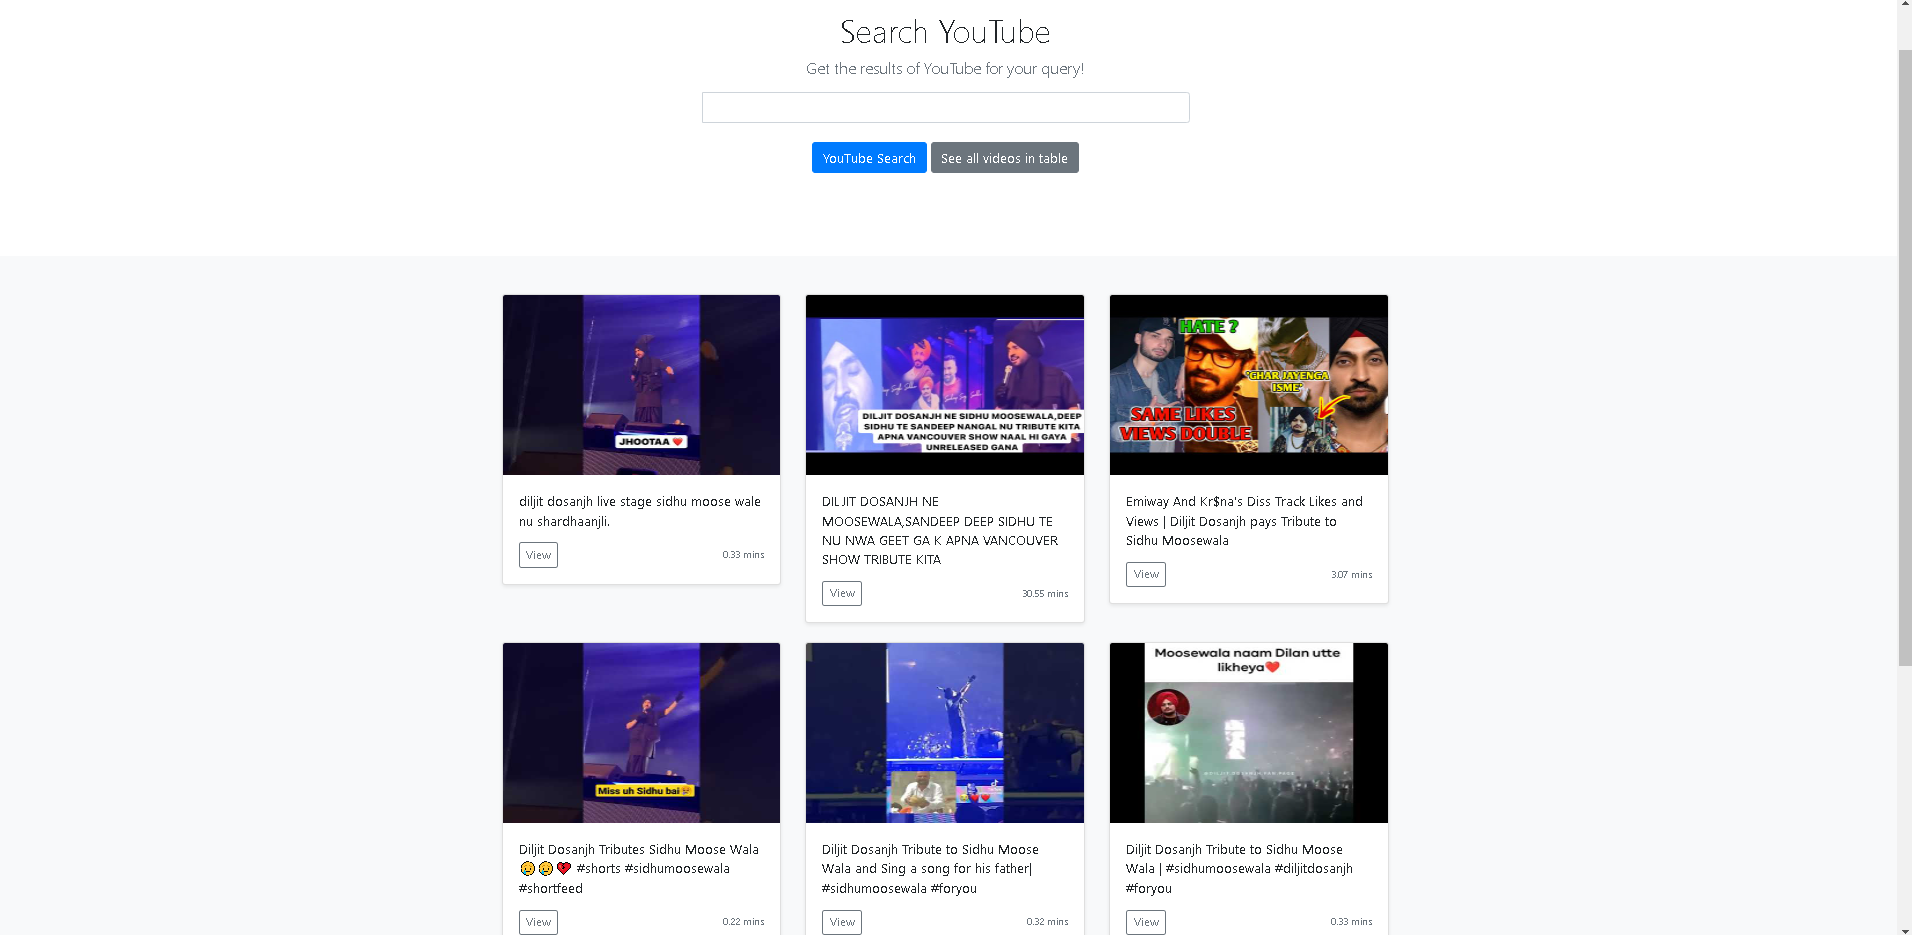 Search YouTube
Get the results of YouTube for your query!
YouTube Search
See all videos in table
JHOOTAA ❤️
DILJIT DOSANJH NE SIDHU MOOSEWALA,DEEP
SIDHU TE SANDEEP NANGAL NU TRIBUTE KITA
APNA VANCOUVER SHOW NAAL HI GAYA
UNRELEASED GANA
HATE ?
"GHAR JAYENGA
ISME"
SAME LIKES
VIEWS DOUBLE
diljit dosanjh live stage sidhu moose wale
nu shardhaanjli.
View
0.33 mins
DILJIT DOSANJH NE
MOOSEWALA,SANDEEP DEEP SIDHU TE
NU NWA GEET GA K APNA VANCOUVER
SHOW TRIBUTE KITA
View
30.55 mins
Emiway And Kr$na's Diss Track Likes and
Views | Diljit Dosanjh pays Tribute to
Sidhu Moosewala
View
3.07 mins
Miss uh Sidhu bai
Moosewala naam Dilan utte
likheya❤️
Diljit Dosanjh Tributes Sidhu Moose Wala
😥😥💔 #shorts #sidhumoosewala
#shortfeed
View
0.22 mins
Diljit Dosanjh Tribute to Sidhu Moose
Wala and Sing a song for his father|
#sidhumoosewala #foryou
View
0.32 mins
Diljit Dosanjh Tribute to Sidhu Moose
Wala | #sidhumoosewala #diljitdosanjh
#foryou
View
0.33 mins